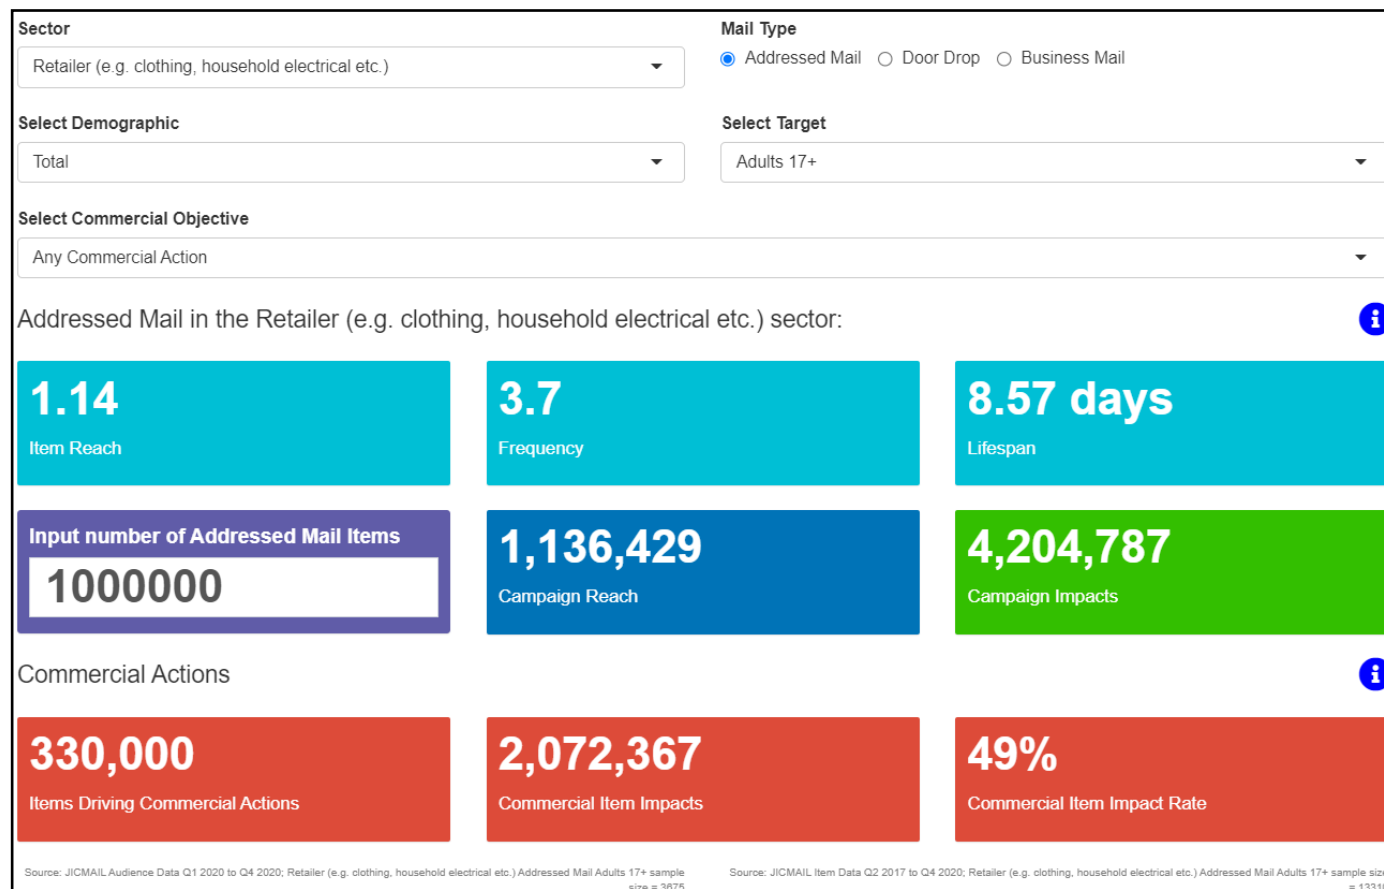 Sector
Mail Type
Retailer (e.g. clothing, household electrical etc.)
Addressed Mail Door Drop Business Mail
Select Demographic
Select Target
Total
Adults 17+
Select Commercial Objective
Any Commercial Action
Addressed Mail in the Retailer (e.g. clothing, household electrical etc.) sector:
i
1.14
Item Reach
3.7
Frequency
8.57 days
Lifespan
Input number of Addressed Mail Items
1000000
1,136,429
Campaign Reach
4,204,787
Campaign Impacts
Commercial Actions
i
330,000
Items Driving Commercial Actions
2,072,367
Commercial Item Impacts
49%
Commercial Item Impact Rate
Source: JICMAIL Audience Data Q1 2020 to Q4 2020; Retailer (e.g. clothing, household electrical etc.) Addressed Mail Adults 17+ sample
size = 3675
Source: JICMAIL Item Data Q2 2017 to Q4 2020; Retailer (e.g. clothing, household electrical etc.) Addressed Mail Adults 17+ sample size